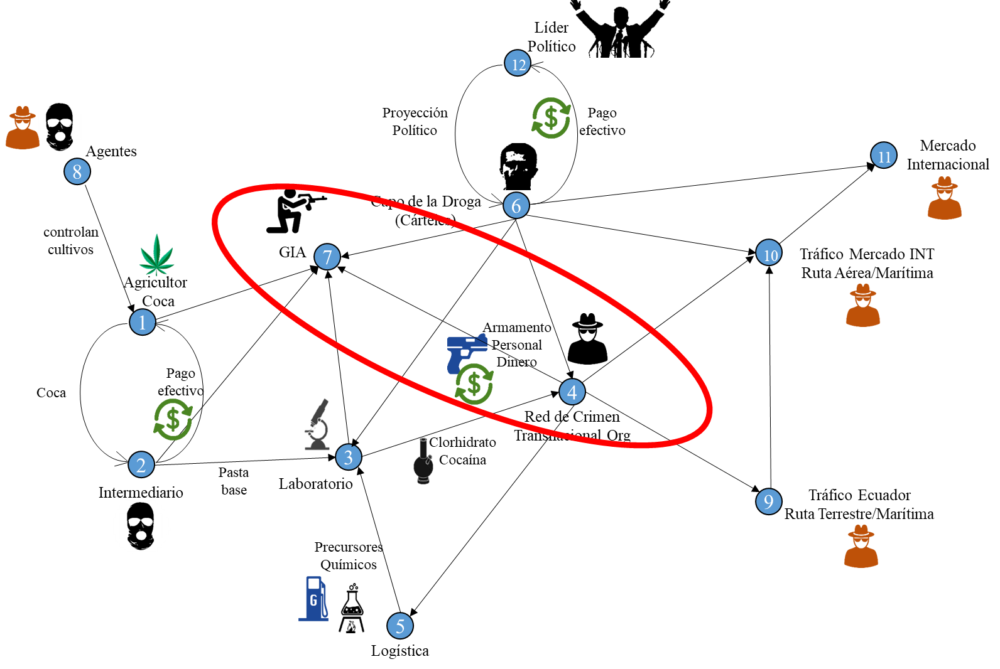 Líder
Político
12
Proyección
Político
Pago
efectivo
Agentes
8
Mercado
Internacional
11
Capo de la Droga
(Cárteles)
6
controlan
cultivos
GIA
7
10
Tráfico Mercado INT
Ruta Aérea/Marítima
Agricultor
Coca
1
Armamento
Personal
Dinero
Pago
efectivo
Coca
4
Red de Crimen
Transnacional Org
Clorhidrato
Cocaína
2
3
Pasta
base
Intermediario
Laboratorio
9
Tráfico Ecuador
Ruta Terrestre/Marítima
Precursores
Químicos
G
5
Logística